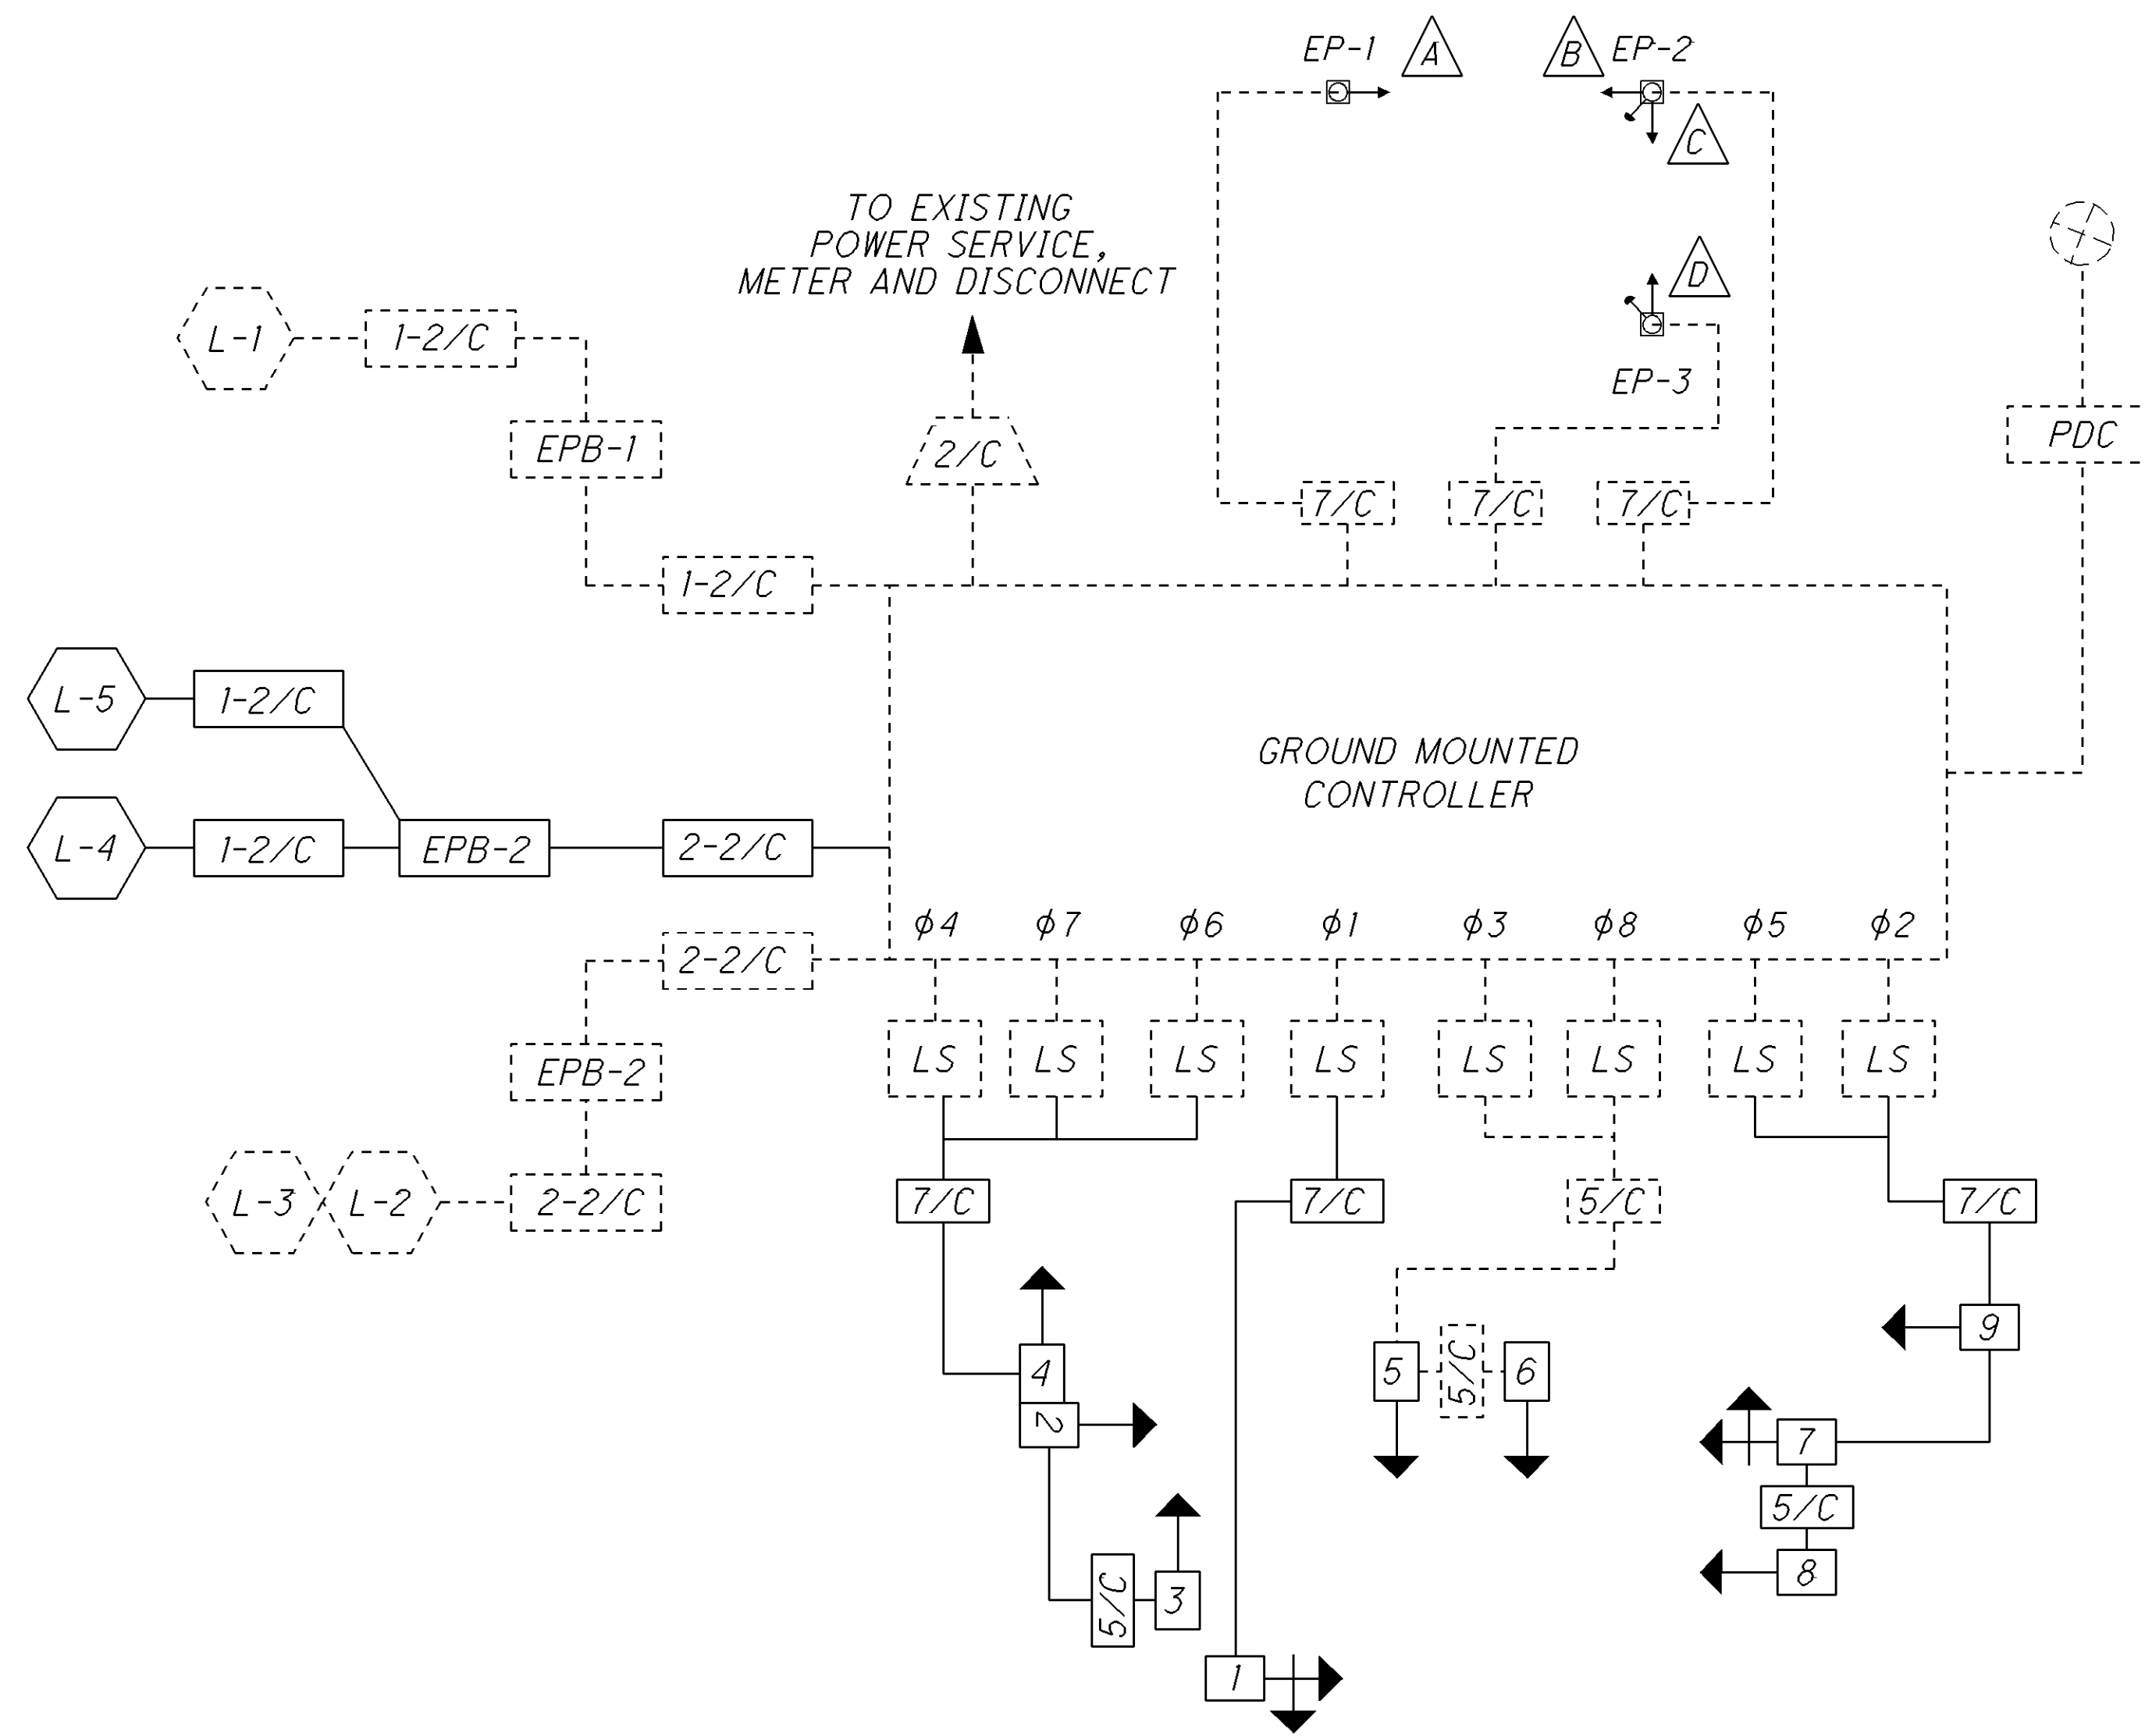 EP-1
A
B
EP-2
C
TO EXISTING
POWER SERVICE,
METER AND DISCONNECT
D
L-1
1-2/C
EP-3
EPB-1
2/C
PDC
7/C
7/C
7/C
1-2/C
L-5
1-2/C
GROUND MOUNTED
CONTROLLER
L-4
1-2/C
EPB-2
2-2/C
ϕ4
ϕ7
ϕ6
ϕ1
ϕ3
ϕ8
ϕ5
ϕ2
2-2/C
LS
LS
LS
LS
LS
LS
LS
LS
EPB-2
L-3
L-2
2-2/C
7/C
7/C
5/C
7/C
9
4
5
5/C
6
2
7
5/C
8
5/C
3
1